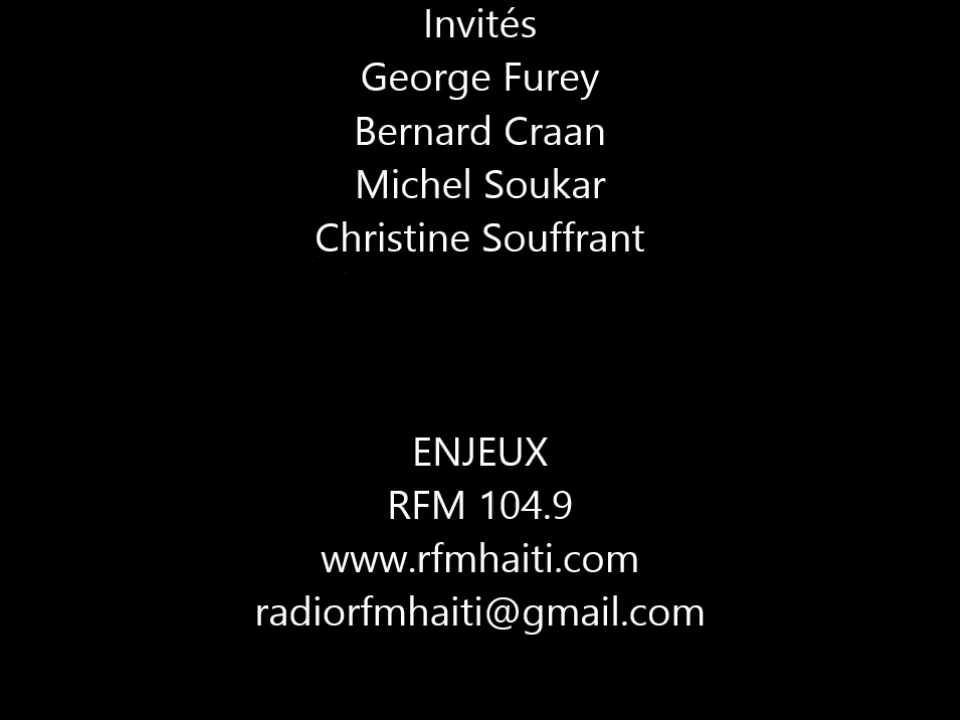 Invités
George Furey
Bernard Craan
Michel Soukar
Christine Souffrant
ENJEUX
RFM 104.9
www.rfmhaiti.com
radiorfmhaiti@gmail.com